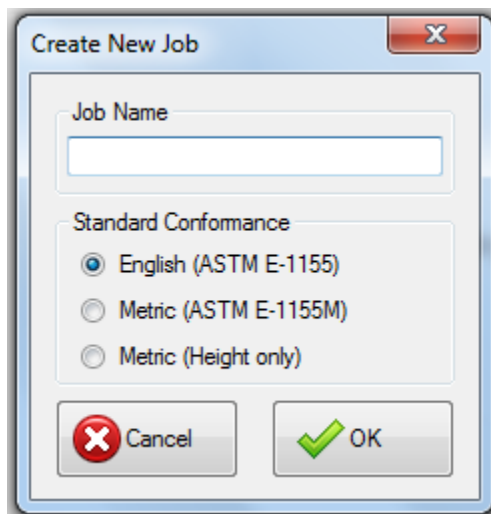 Create New Job
Job Name
Standard Conformance
English (ASTM E-1155)
Metric (ASTM E-1155M)
Metric (Height only)
Cancel
OK